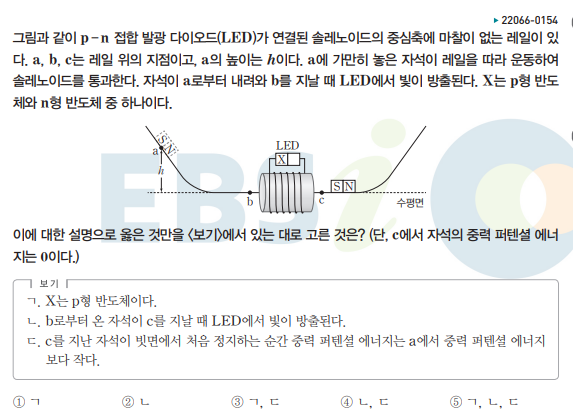 ▸ 22066-0154
그림과 같이 p-n 접합 발광 다이오드(LED)가 연결된 솔레노이드의 중심축에 마찰이 없는 레일이 있
다. a, b, c는 레일 위의 지점이고, a의 높이는 h이다. a에 가만히 놓은 자석이 레일을 따라 운동하여
솔레노이드를 통과한다. 자석이 a로부터 내려와 b를 지날 때 LED에서 빛이 방출된다. X는 p형 반도
체와 n형 반도체 중 하나이다.
S N
a
h
LED
X
S N
b
c
수평면
EBSi
이에 대한 설명으로 옳은 것만을 〈보기〉에서 있는 대로 고른 것은? (단, c에서 자석의 중력 퍼텐셜 에너
지는 0이다.)
보기
ㄱ. X는 p형 반도체이다.
ㄴ. b로부터 온 자석이 c를 지날 때 LED에서 빛이 방출된다.
ㄷ. c를 지난 자석이 빗면에서 처음 정지하는 순간 중력 퍼텐셜 에너지는 a에서 중력 퍼텐셜 에너지
보다 작다.
① ㄱ ② ㄴ ③ ㄱ, ㄷ ④ ㄴ, ㄷ ⑤ ㄱ, ㄴ, ㄷ